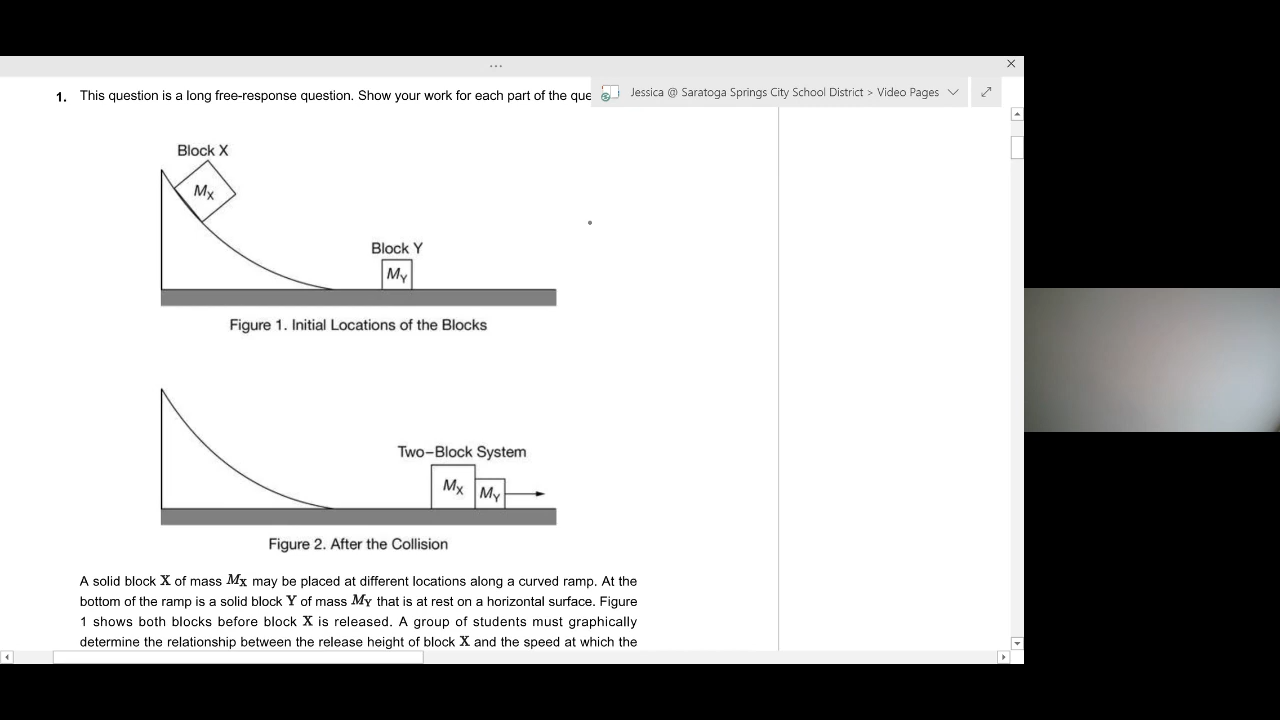 ...
Jessica @ Saratoga Springs City School District > Video Pages
1. This question is a long free-response question. Show your work for each part of the que
Block X
MX
Block Y
MY
Figure 1. Initial Locations of the Blocks
Two–Block System
MX MY
Figure 2. After the Collision
A solid block X of mass MX may be placed at different locations along a curved ramp. At the
bottom of the ramp is a solid block Y of mass MY that is at rest on a horizontal surface. Figure
1 shows both blocks before block X is released. A group of students must graphically
determine the relationship between the release height of block X and the speed at which the